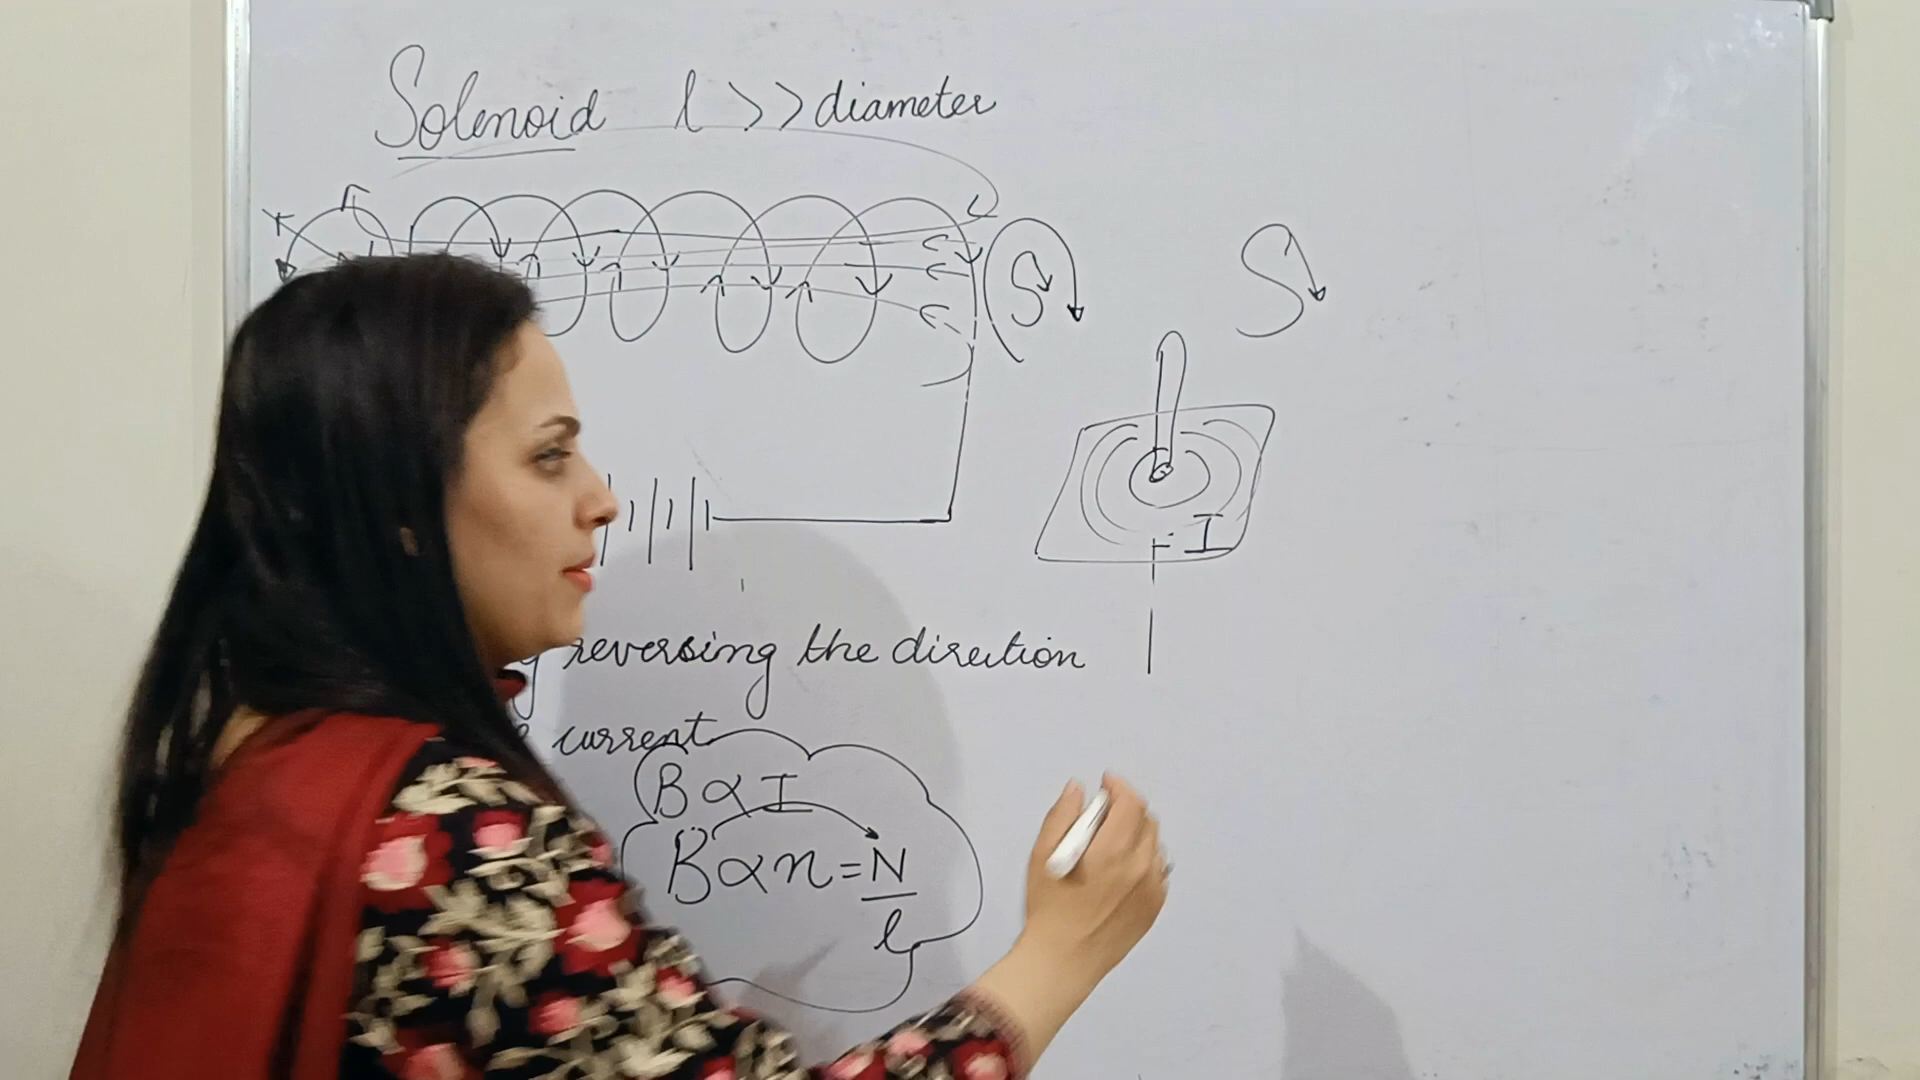 Solenoid l >> diameter
S
S
I
reversing the direction
current
B ∝ I
B ∝ n = N/l